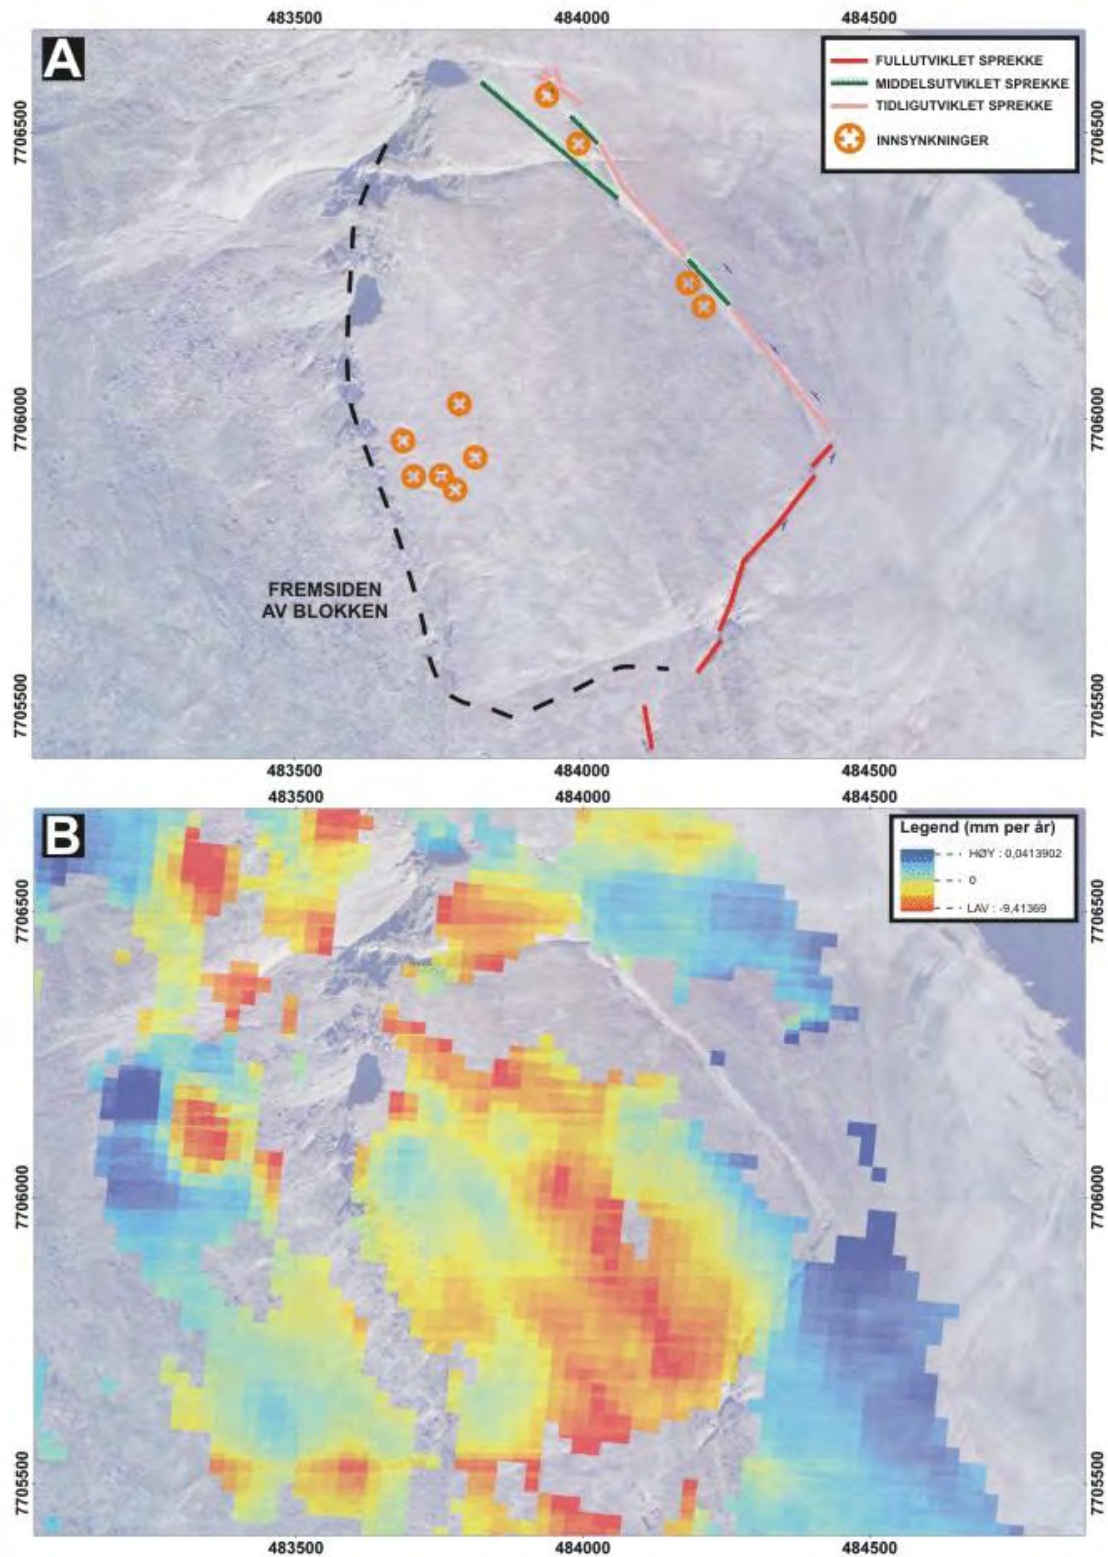 483500 484000 484500
A
FULLUTVIKLET SPREKKE
MIDDELSUTVIKLET SPREKKE
TIDLIGUTVIKLET SPREKKE
INNSYNKNINGER
7706500 7706500
7706000 7706000
FREMSIDEN
AV BLOKKEN
7705500 7705500
483500 484000 484500
483500 484000 484500
B
Legend (mm per år)
HØY : 0,0413902
0
LAV : -9,41369
7706500 7706500
7706000 7706000
7705500 7705500
483500 484000 484500